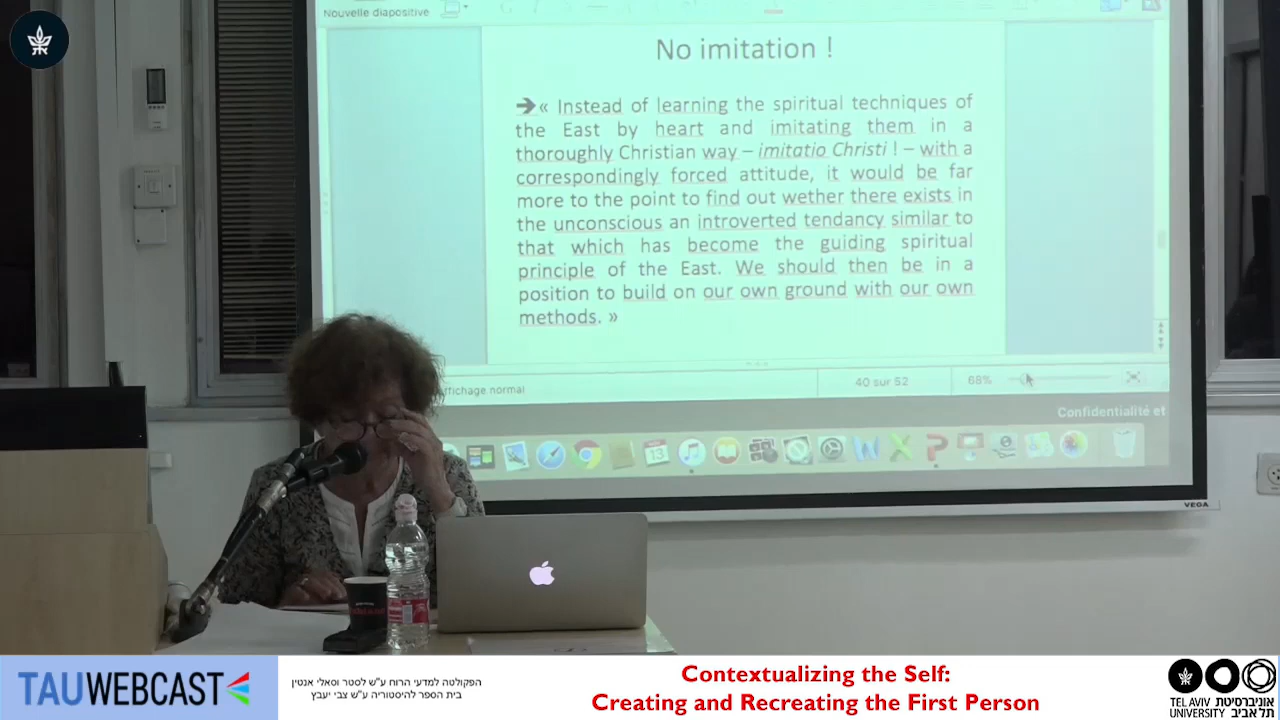 Nouvelle diapositive
No imitation !
➔« Instead of learning the spiritual techniques of
the East by heart and imitating them in a
thoroughly Christian way – imitatio Christi ! – with a
correspondingly forced attitude, it would be far
more to the point to find out wether there exists in
the unconscious an introverted tendancy similar to
that which has become the guiding spiritual
principle of the East. We should then be in a
position to build on our own ground with our own
methods. »
ffichage normal
40 sur 52
68%
Confidentialité et
13
VEGA
TAUWEBCAST
הפקולטה למדעי הרוח ע"ש לסטר וסאלי אנטין
בית הספר להיסטוריה ע"ש צבי יעבץ
Contextualizing the Self:
Creating and Recreating the First Person
TEL AVIV אוניברסיטת
UNIVERSITY תל אביב